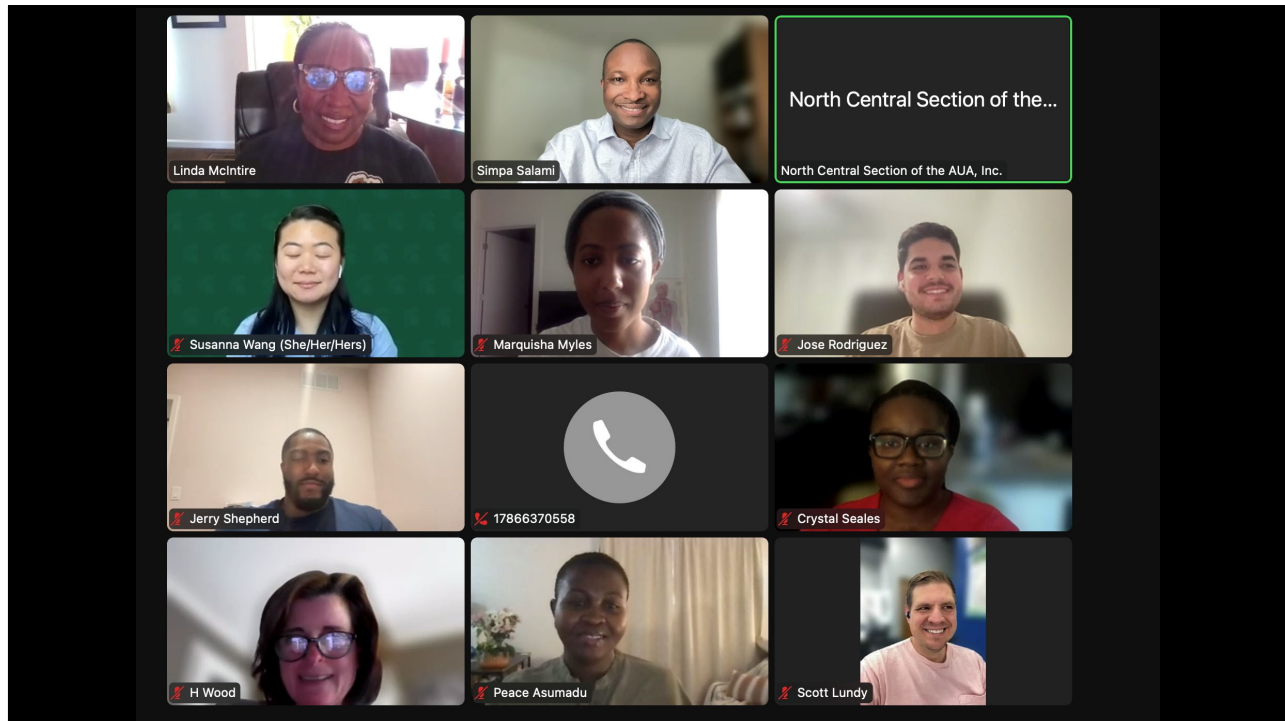 Linda McIntire
Simpa Salami
North Central Section of the...
North Central Section of the AUA, Inc.
Susanna Wang (She/Her/Hers)
Marquisha Myles
Jose Rodriguez
Jerry Shepherd
17866370558
Crystal Seales
H Wood
Peace Asumadu
Scott Lundy